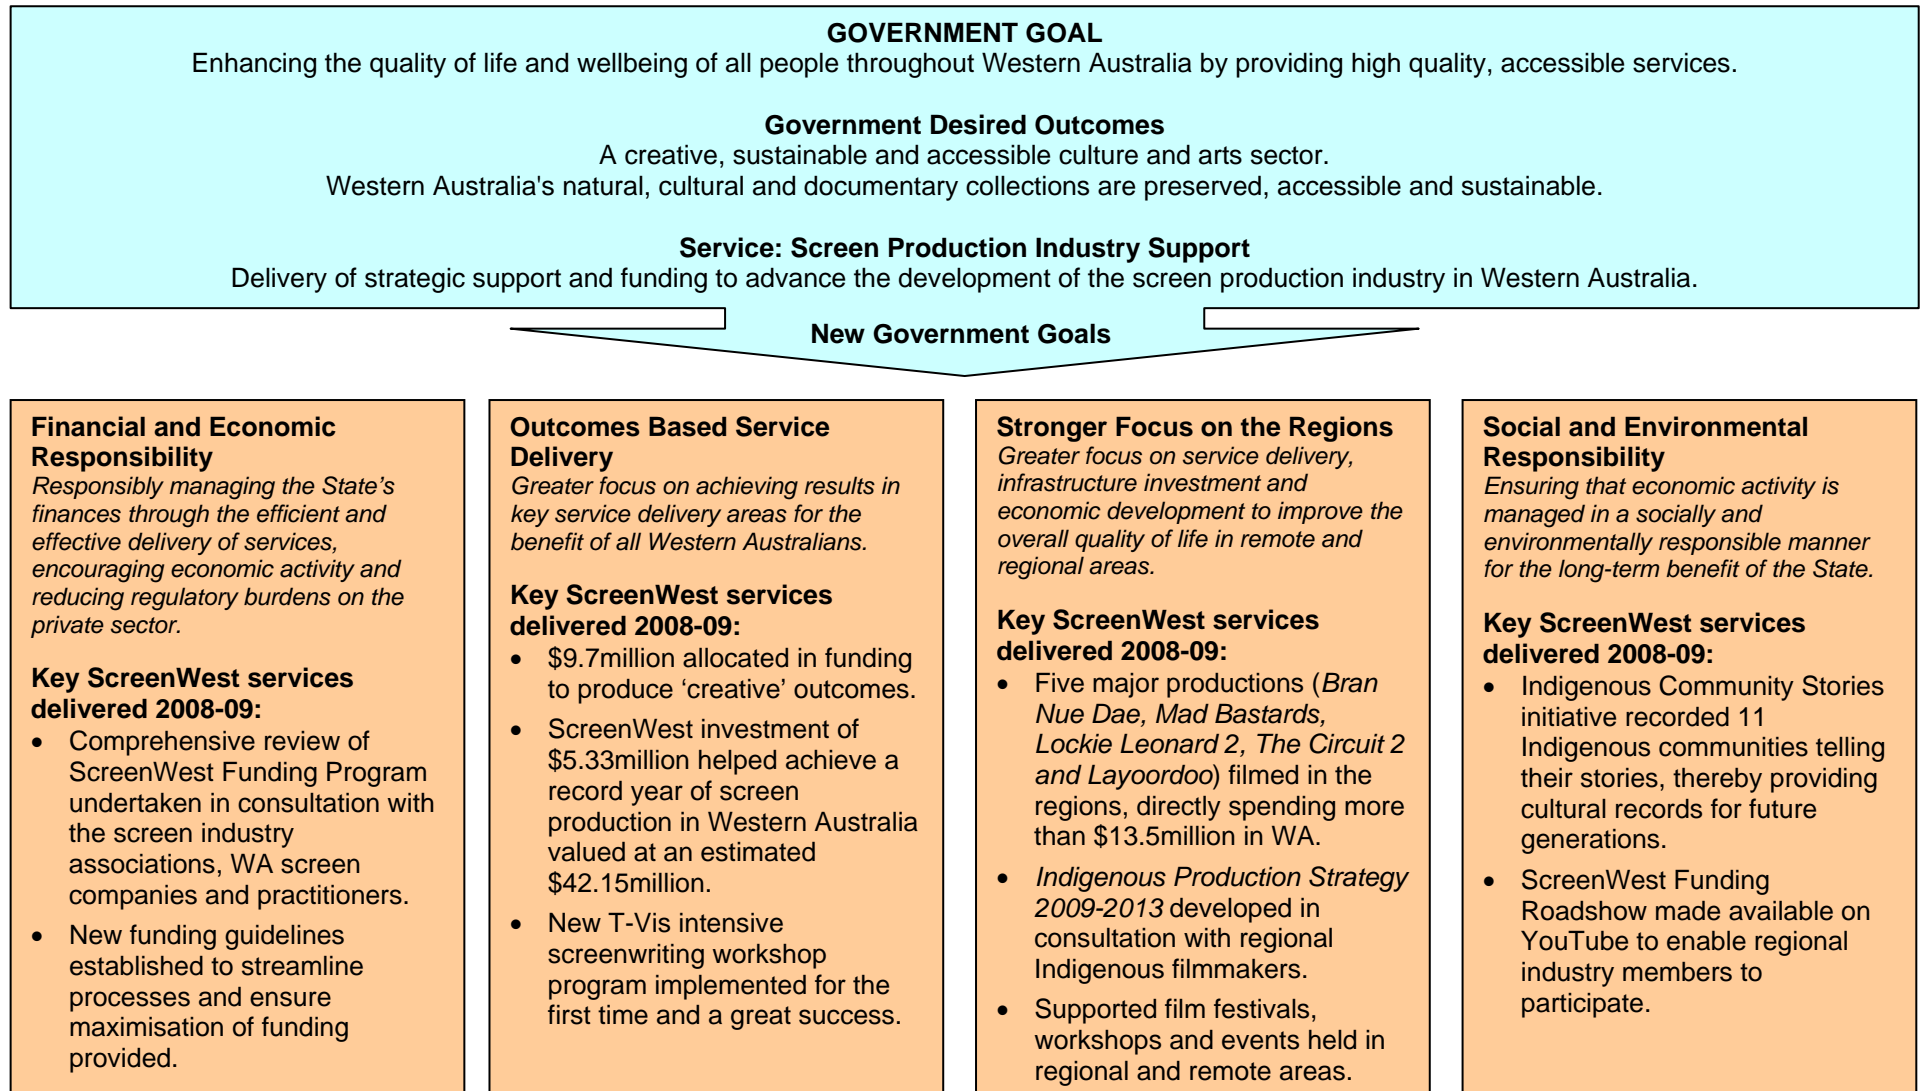 GOVERNMENT GOAL
Enhancing the quality of life and wellbeing of all people throughout Western Australia by providing high quality, accessible services.
Government Desired Outcomes
A creative, sustainable and accessible culture and arts sector.
Western Australia's natural, cultural and documentary collections are preserved, accessible and sustainable.
Service: Screen Production Industry Support
Delivery of strategic support and funding to advance the development of the screen production industry in Western Australia.
New Government Goals
Financial and Economic
Responsibility
Responsibly managing the State's
finances through the efficient and
effective delivery of services,
encouraging economic activity and
reducing regulatory burdens on the
private sector.
Key ScreenWest services
delivered 2008-09:
• Comprehensive review of
ScreenWest Funding Program
undertaken in consultation with
the screen industry
associations, WA screen
companies and practitioners.
• New funding guidelines
established to streamline
processes and ensure
maximisation of funding
provided.
Outcomes Based Service
Delivery
Greater focus on achieving results in
key service delivery areas for the
benefit of all Western Australians.
Key ScreenWest services
delivered 2008-09:
• $9.7million allocated in funding
to produce ‘creative’ outcomes.
• ScreenWest investment of
$5.33million helped achieve a
record year of screen
production in Western Australia
valued at an estimated
$42.15million.
• New T-Vis intensive
screenwriting workshop
program implemented for the
first time and a great success.
Stronger Focus on the Regions
Greater focus on service delivery,
infrastructure investment and
economic development to improve the
overall quality of life in remote and
regional areas.
Key ScreenWest services
delivered 2008-09:
• Five major productions (Bran
Nue Dae, Mad Bastards,
Lockie Leonard 2, The Circuit 2
and Layoordoo) filmed in the
regions, directly spending more
than $13.5million in WA.
• Indigenous Production Strategy
2009-2013 developed in
consultation with regional
Indigenous filmmakers.
• Supported film festivals,
workshops and events held in
regional and remote areas.
Social and Environmental
Responsibility
Ensuring that economic activity is
managed in a socially and
environmentally responsible manner
for the long-term benefit of the State.
Key ScreenWest services
delivered 2008-09:
• Indigenous Community Stories
initiative recorded 11
Indigenous communities telling
their stories, thereby providing
cultural records for future
generations.
• ScreenWest Funding
Roadshow made available on
YouTube to enable regional
industry members to
participate.